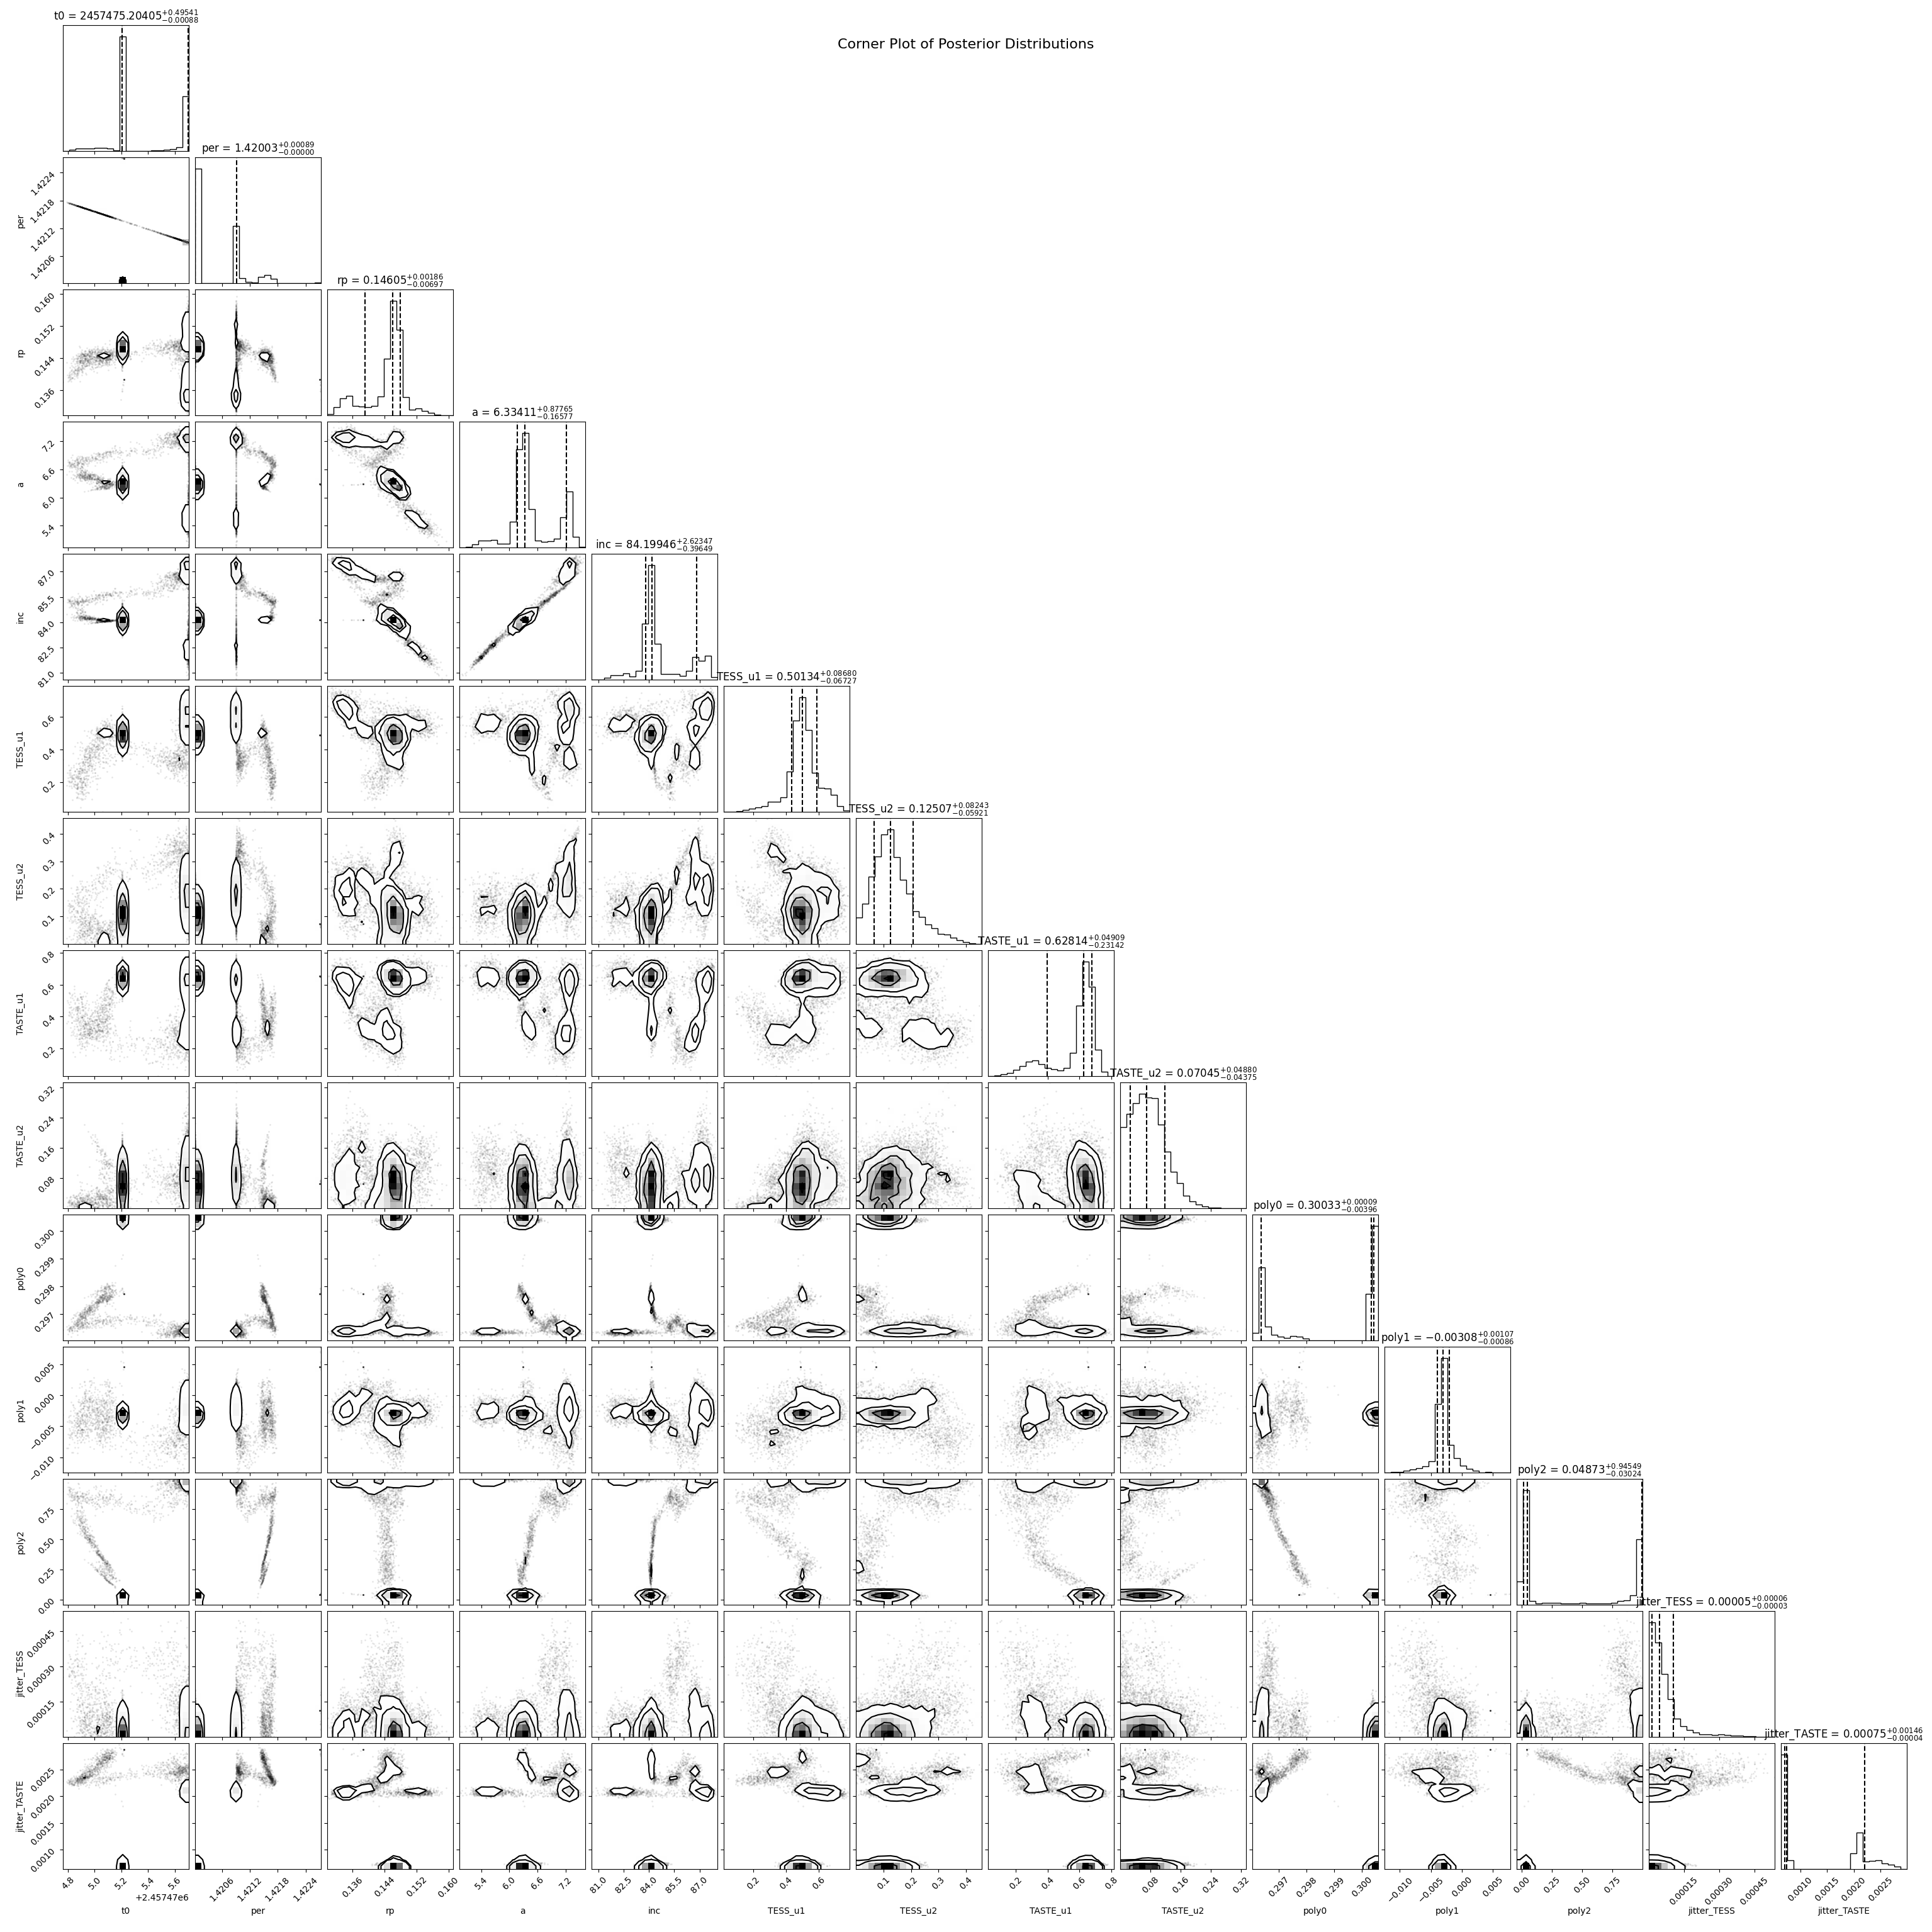 t0 = 2457475.20405+0.49541−0.00088
Corner Plot of Posterior Distributions
per = 1.42003+0.00089−0.00000
1.4224
1.4218
1.4212
1.4206
per
rp = 0.14605+0.00186−0.00697
0.160
0.152
0.144
0.136
rp
a = 6.33411+0.87765−0.16577
7.2
6.6
6.0
5.4
a
inc = 84.19946+2.62347−0.39649
87.0
85.5
84.0
82.5
81.0
inc
TESS_u1 = 0.50134+0.08680−0.06727
0.6
0.4
0.2
TESS_u1
TESS_u2 = 0.12507+0.08243−0.05921
0.4
0.3
0.2
0.1
TESS_u2
TASTE_u1 = 0.62814+0.04909−0.23142
0.8
0.6
0.4
0.2
TASTE_u1
TASTE_u2 = 0.07045+0.04880−0.04375
0.32
0.24
0.16
0.08
TASTE_u2
poly0 = 0.30033+0.00009−0.00396
0.300
0.299
0.298
0.297
poly0
poly1 = −0.00308+0.00107−0.00086
0.005
0.000
−0.005
−0.010
poly1
poly2 = 0.04873+0.94549−0.03024
0.75
0.50
0.25
0.00
poly2
jitter_TESS = 0.00005+0.00006−0.00003
0.00045
0.00030
0.00015
jitter_TESS
jitter_TASTE = 0.00075+0.00146−0.00004
0.0025
0.0020
0.0015
0.0010
jitter_TASTE
4.8 5.0 5.2 5.4 5.6
+2.45747e6
1.4206 1.4212 1.4218 1.4224
0.136 0.144 0.152 0.160
5.4 6.0 6.6 7.2
81.0 82.5 84.0 85.5 87.0
0.2 0.4 0.6
0.1 0.2 0.3 0.4
0.2 0.4 0.6 0.8
0.08 0.16 0.24 0.32
0.297 0.298 0.299 0.300
−0.010 −0.005 0.000 0.005
0.00 0.25 0.50 0.75
0.00015 0.00030 0.00045
0.0010 0.0015 0.0020 0.0025
t0 per rp a inc TESS_u1 TESS_u2 TASTE_u1 TASTE_u2 poly0 poly1 poly2 jitter_TESS jitter_TASTE